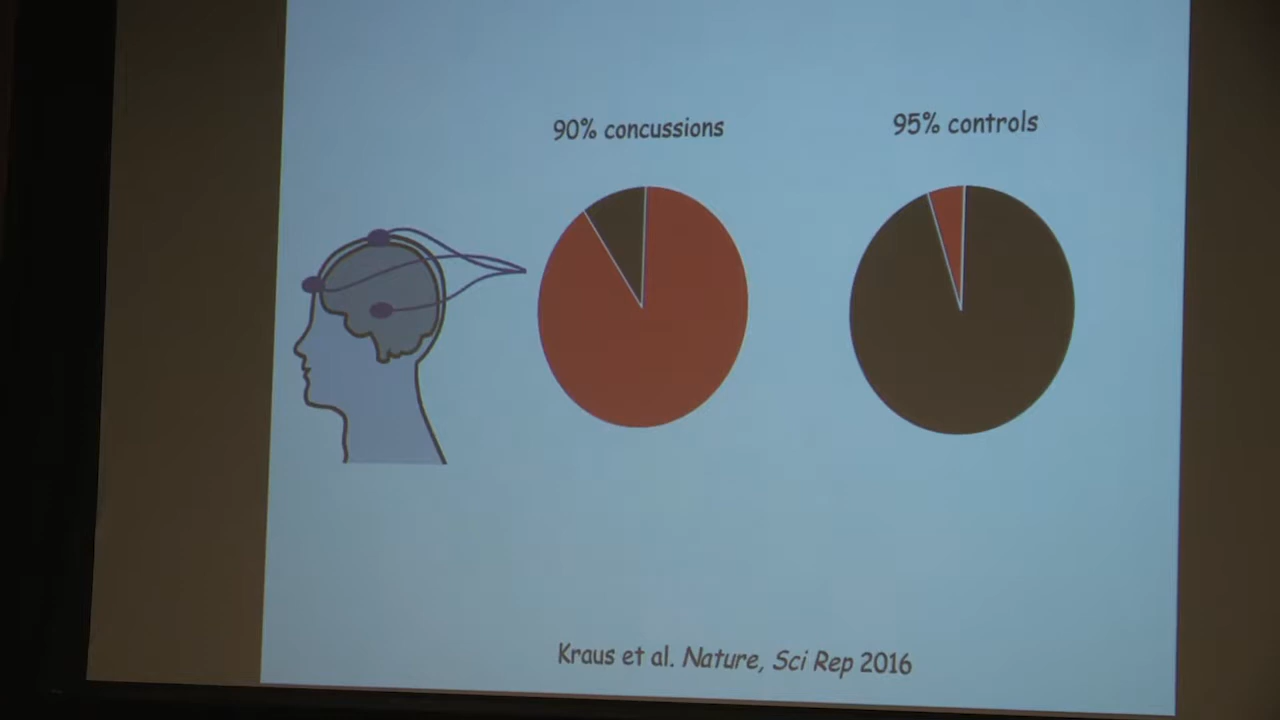 90% concussions
95% controls
Kraus et al. Nature, Sci Rep 2016